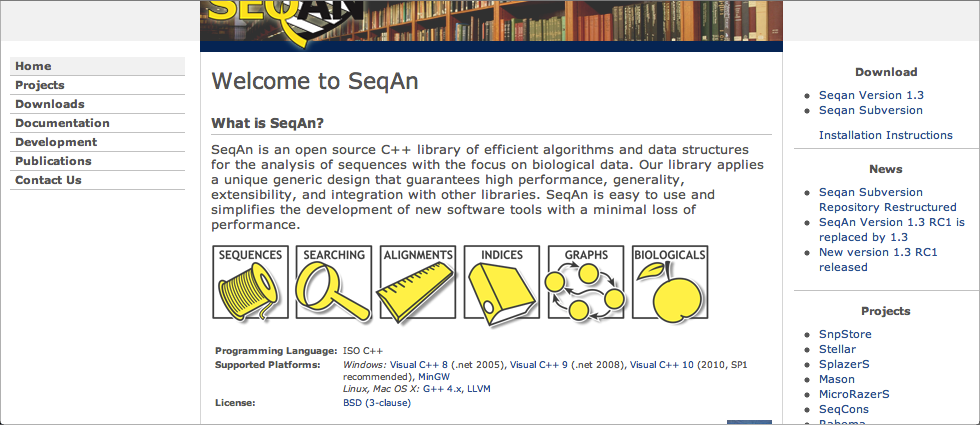 SEQAN
Home
Projects
Downloads
Documentation
Development
Publications
Contact Us
Welcome to SeqAn
What is SeqAn?
SeqAn is an open source C++ library of efficient algorithms and data structures
for the analysis of sequences with the focus on biological data. Our library applies
a unique generic design that guarantees high performance, generality,
extensibility, and integration with other libraries. SeqAn is easy to use and
simplifies the development of new software tools with a minimal loss of
performance.
SEQUENCES SEARCHING ALIGNMENTS INDICES GRAPHS BIOLOGICALS
Programming Language: ISO C++
Supported Platforms: Windows: Visual C++ 8 (.net 2005), Visual C++ 9 (.net 2008), Visual C++ 10 (2010, SP1
recommended), MinGW
Linux, Mac OS X: G++ 4.x, LLVM
License: BSD (3-clause)
Download
Seqan Version 1.3
Seqan Subversion
Installation Instructions
News
Seqan Subversion
Repository Restructured
SeqAn Version 1.3 RC1 is
replaced by 1.3
New version 1.3 RC1
released
Projects
SnpStore
Stellar
SplazerS
Mason
MicroRazerS
SeqCons